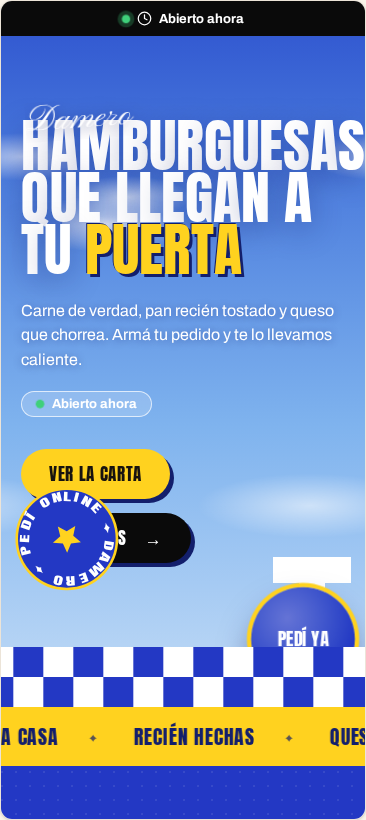 Abierto ahora
Damero
HAMBURGUESAS
QUE LLEGAN A
TU PUERTA
Carne de verdad, pan recién tostado y queso
que chorrea. Armá tu pedido y te lo llevamos
caliente.
Abierto ahora
VER LA CARTA
PEDÍ ONLINE ✦ DAMERO ✦
S →
PEDÍ YA
A CASA ✦ RECIÉN HECHAS ✦ QUES